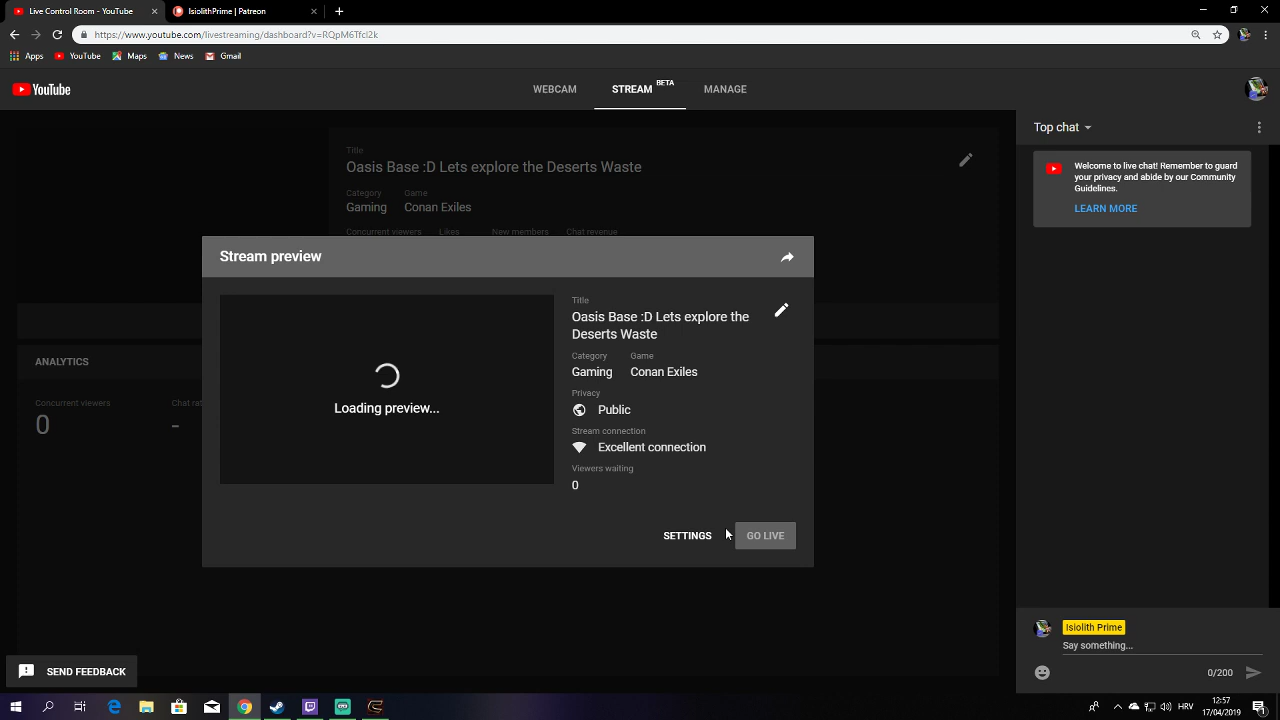 Live Control Room - YouTube
IsiolithPrime | Patreon
https://www.youtube.com/livestreaming/dashboard?v=RQpM6Tfcl2k
Apps YouTube Maps News Gmail
YouTube
WEBCAM STREAM BETA MANAGE
Title
Oasis Base :D Lets explore the Deserts Waste
Category Game
Gaming Conan Exiles
Concurrent viewers Likes New members Chat revenue
Stream preview
Loading preview...
Title
Oasis Base :D Lets explore the
Deserts Waste
Category Game
Gaming Conan Exiles
Privacy
Public
Stream connection
Excellent connection
Viewers waiting
0
SETTINGS GO LIVE
ANALYTICS
Concurrent viewers Chat rat
0 -
SEND FEEDBACK
Top chat
Welcome to live chat! Remember to guard
your privacy and abide by our Community
Guidelines.
LEARN MORE
Isiolith Prime
Say something...
0/200
HRV
12:57
17/04/2019
1